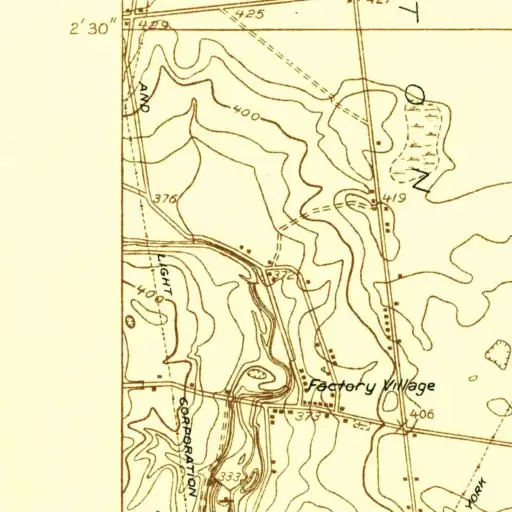 427
425
T
2'30"
429
AND
400
O
376
419
N
LIGHT
372
400
Factory Village
CORPORATION
373
406
333
YORK